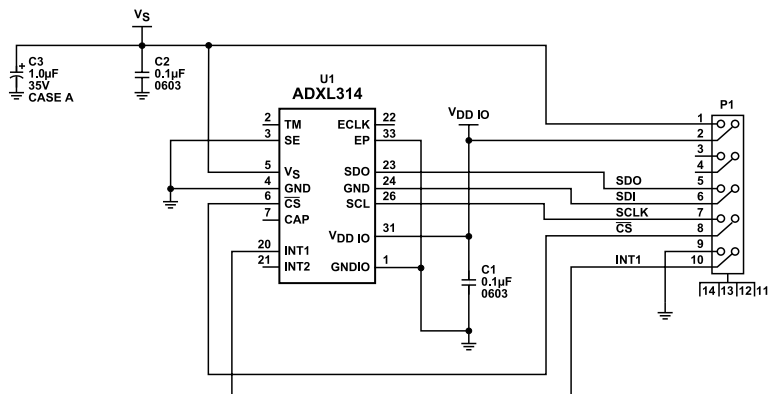 VS
C3
1.0µF
35V
CASE A
C2
0.1µF
0603
U1
ADXL314
2 TM ECLK 22
3 SE EP 33
5 VS SDO 23
4 GND GND 24
6 CS SCL 26
7 CAP
VDD IO 31
20 INT1
21 INT2 GNDIO 1
VDD IO
C1
0.1µF
0603
P1
1
2
3
4
SDO 5
SDI 6
SCLK 7
CS 8
9
INT1 10
14 13 12 11